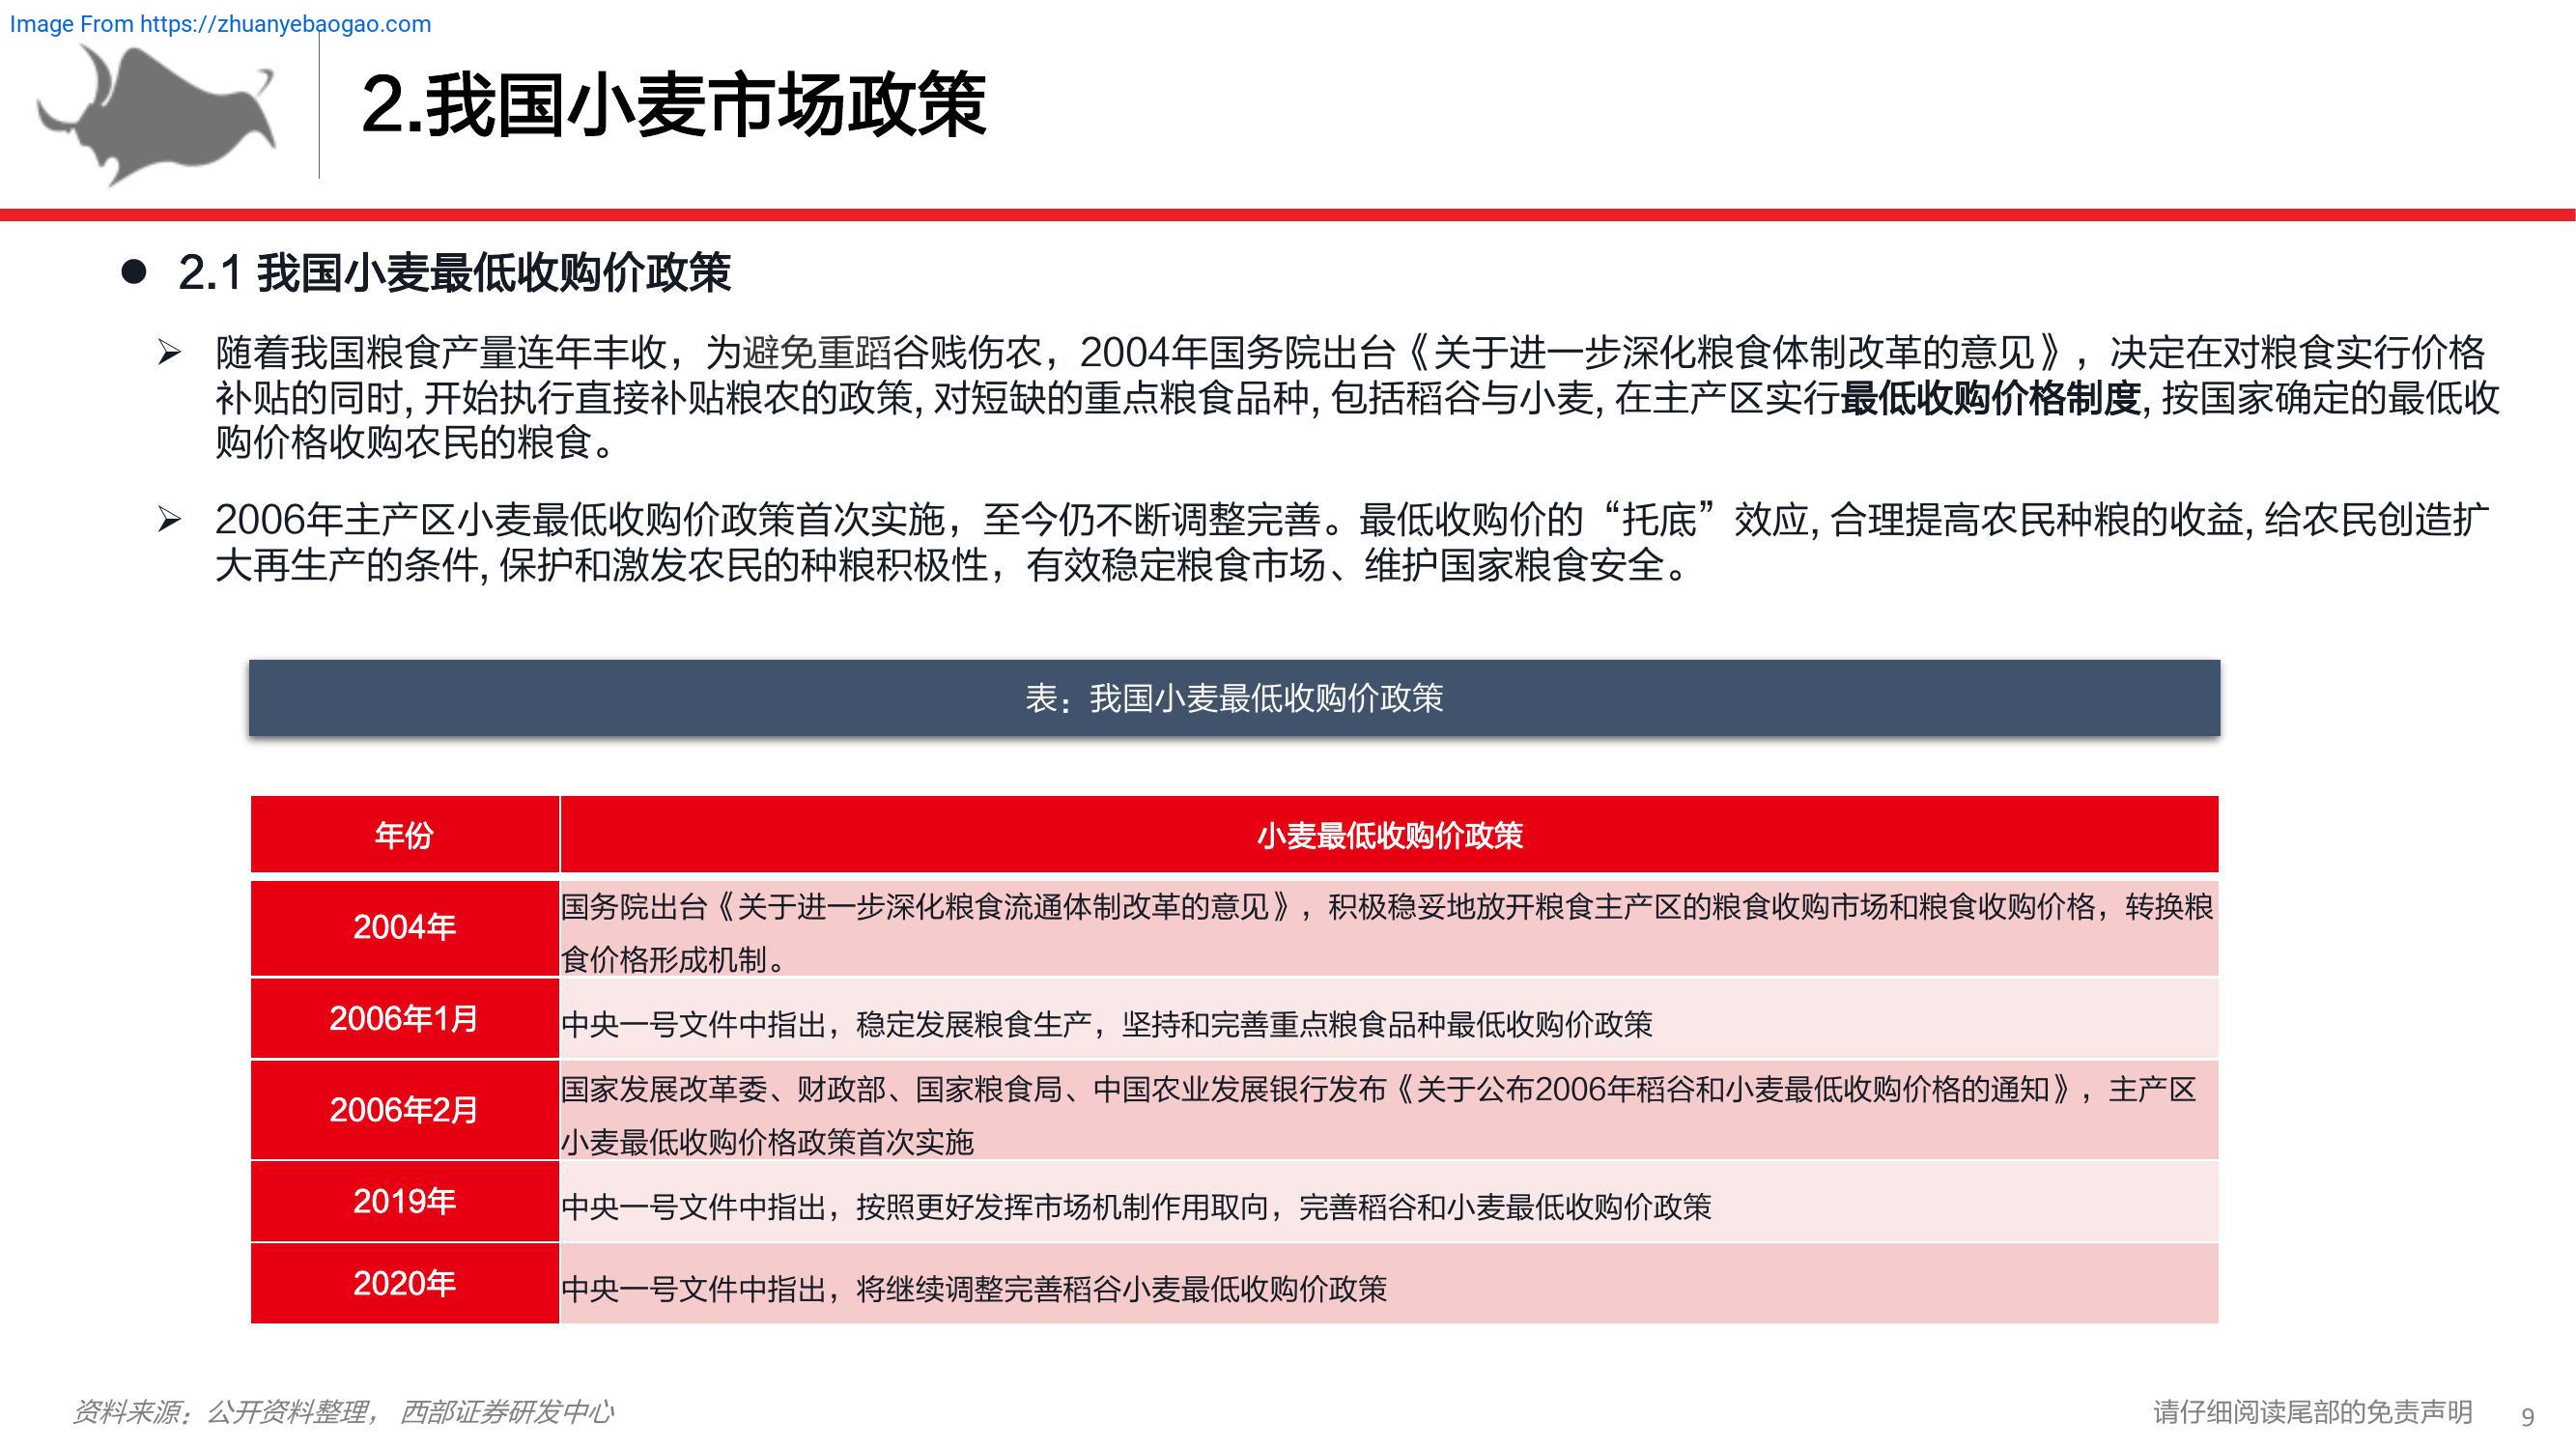 Image From https://zhuanyebaogao.com
2.我国小麦市场政策
● 2.1 我国小麦最低收购价政策
➢ 随着我国粮食产量连年丰收，为避免重蹈谷贱伤农，2004年国务院出台《关于进一步深化粮食体制改革的意见》，决定在对粮食实行价格
补贴的同时, 开始执行直接补贴粮农的政策, 对短缺的重点粮食品种, 包括稻谷与小麦, 在主产区实行最低收购价格制度, 按国家确定的最低收
购价格收购农民的粮食。
➢ 2006年主产区小麦最低收购价政策首次实施，至今仍不断调整完善。最低收购价的“托底”效应, 合理提高农民种粮的收益, 给农民创造扩
大再生产的条件, 保护和激发农民的种粮积极性，有效稳定粮食市场、维护国家粮食安全。
表：我国小麦最低收购价政策
年份 小麦最低收购价政策
2004年 国务院出台《关于进一步深化粮食流通体制改革的意见》，积极稳妥地放开粮食主产区的粮食收购市场和粮食收购价格，转换粮
食价格形成机制。
2006年1月 中央一号文件中指出，稳定发展粮食生产，坚持和完善重点粮食品种最低收购价政策
2006年2月 国家发展改革委、财政部、国家粮食局、中国农业发展银行发布《关于公布2006年稻谷和小麦最低收购价格的通知》，主产区
小麦最低收购价格政策首次实施
2019年 中央一号文件中指出，按照更好发挥市场机制作用取向，完善稻谷和小麦最低收购价政策
2020年 中央一号文件中指出，将继续调整完善稻谷小麦最低收购价政策
资料来源：公开资料整理， 西部证券研发中心
请仔细阅读尾部的免责声明 9